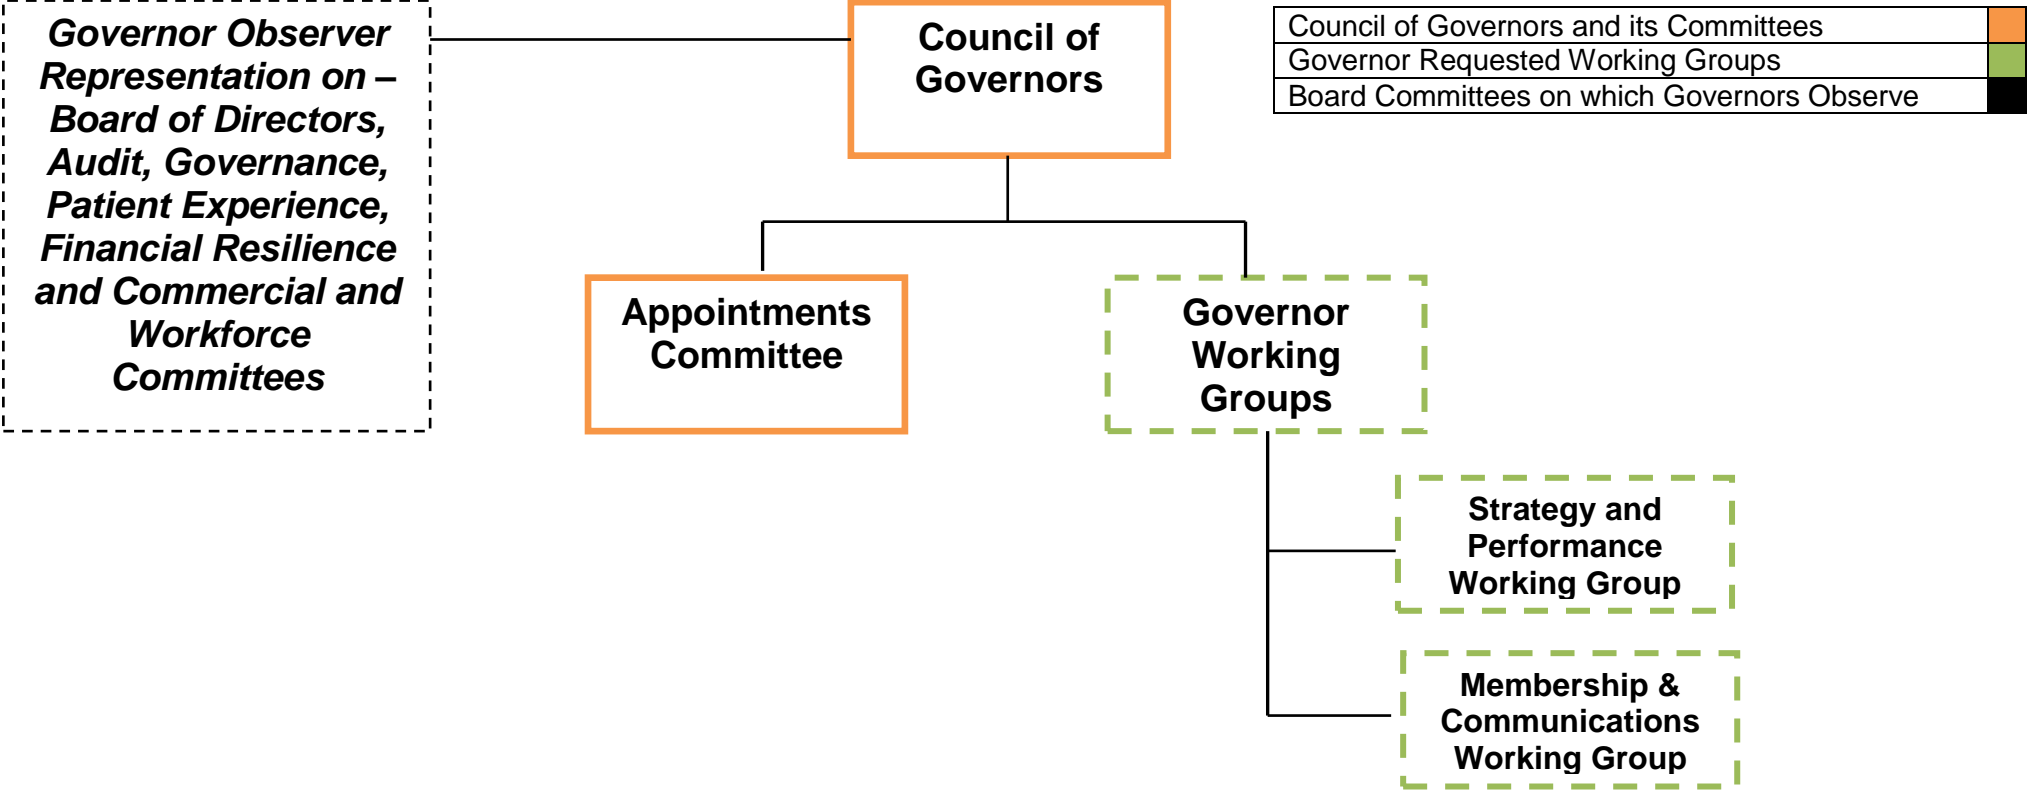 Governor Observer
Representation on –
Board of Directors,
Audit, Governance,
Patient Experience,
Financial Resilience
and Commercial and
Workforce
Committees
Council of
Governors
Council of Governors and its Committees
Governor Requested Working Groups
Board Committees on which Governors Observe
Appointments
Committee
Governor
Working
Groups
Strategy and
Performance
Working Group
Membership &
Communications
Working Group